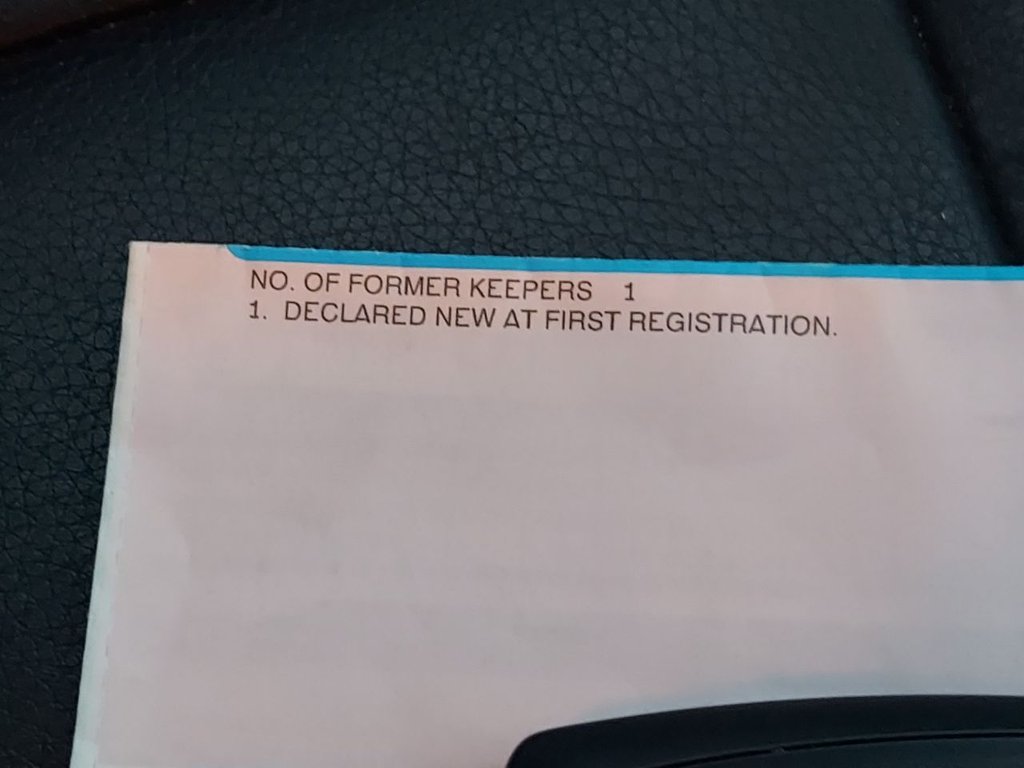 NO. OF FORMER KEEPERS 1
1. DECLARED NEW AT FIRST REGISTRATION.